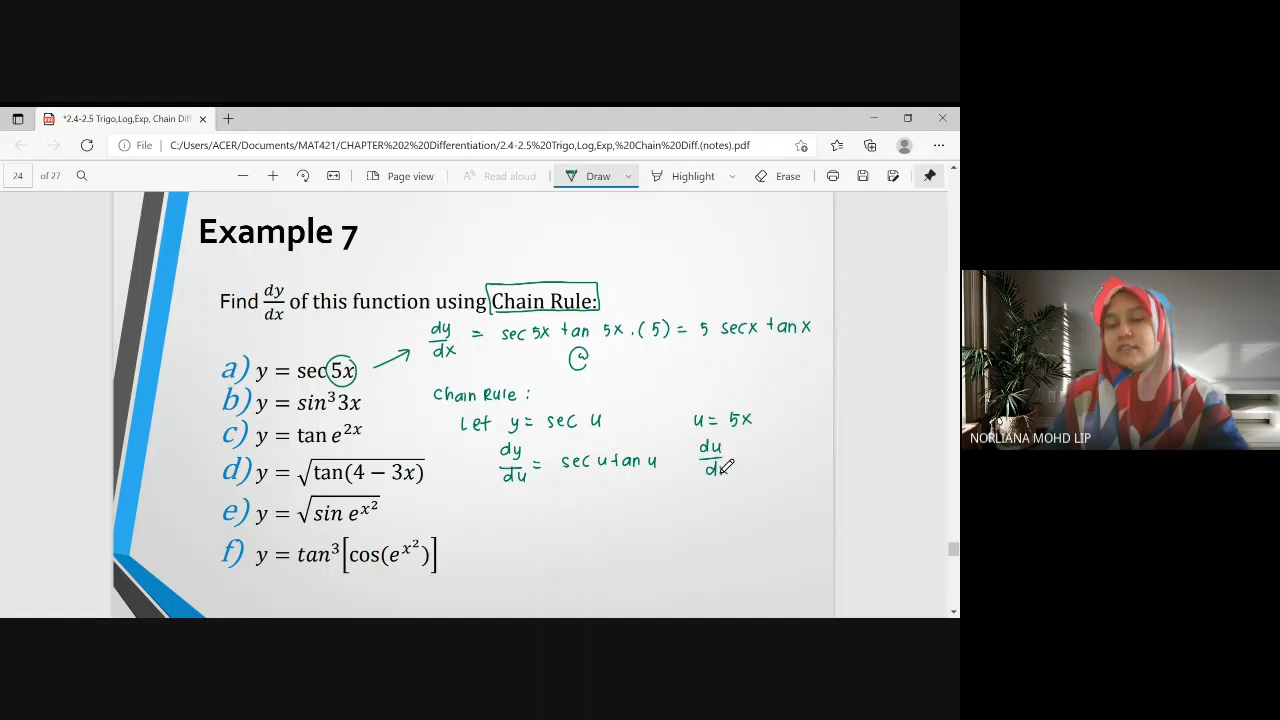 *2.4-2.5 Trigo,Log,Exp, Chain Dif
File C:/Users/ACER/Documents/MAT421/CHAPTER%202%20Differentiation/2.4-2.5%20Trigo,Log,Exp,%20Chain%20Diff.(notes).pdf
24 of 27 Page view Read aloud Draw Highlight Erase
Example 7
Find dy/dx of this function using Chain Rule:
dy/dx = sec 5x tan 5x . (5) = 5 secx tanx
@
a) y = sec 5x
Chain Rule :
b) y = sin³3x
Let y = sec u u = 5x
c) y = tan e^{2x}
dy/du = sec u tan u du/dx
d) y = √tan(4 − 3x)
e) y = √sin e^{x²}
f) y = tan³[cos(e^{x²})]
NORLIANA MOHD LIP